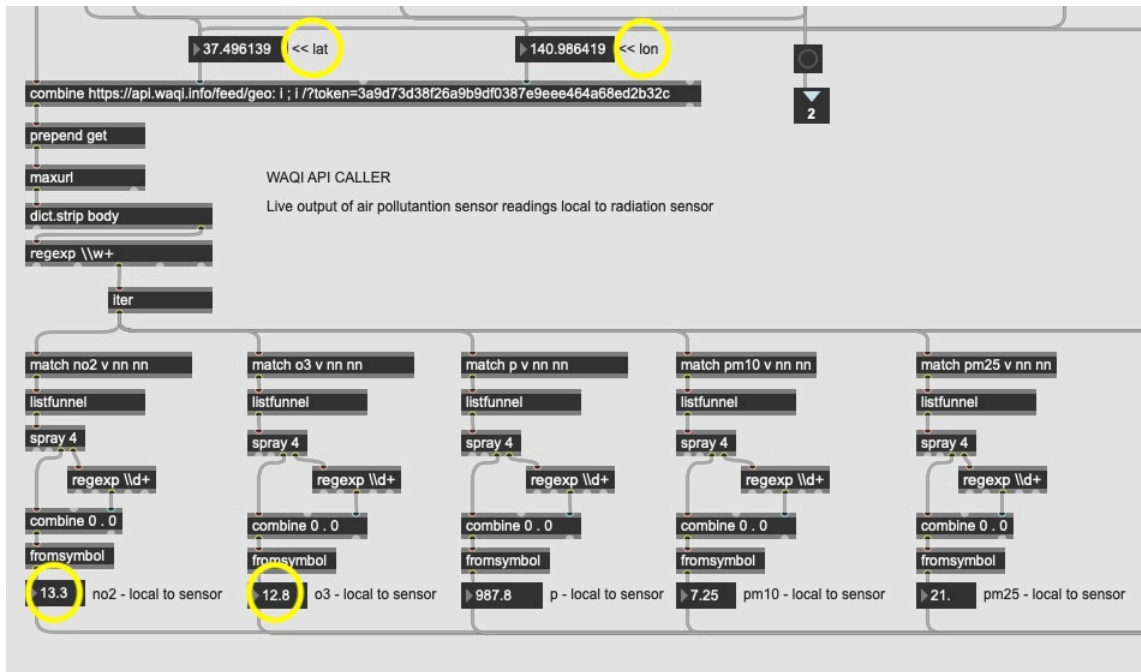 37.496139 << lat 140.986419 << lon
combine https://api.waqi.info/feed/geo: i ; i /?token=3a9d73d38f26a9b9df0387e9eee464a68ed2b32c
2
prepend get
maxurl
WAQI API CALLER
dict.strip body
Live output of air pollutantion sensor readings local to radiation sensor
regexp \\w+
iter
match no2 v nn nn match o3 v nn nn match p v nn nn match pm10 v nn nn match pm25 v nn nn
listfunnel listfunnel listfunnel listfunnel listfunnel
spray 4 spray 4 spray 4 spray 4 spray 4
regexp \\d+ regexp \\d+ regexp \\d+ regexp \\d+ regexp \\d+
combine 0 . 0 combine 0 . 0 combine 0 . 0 combine 0 . 0 combine 0 . 0
fromsymbol fromsymbol fromsymbol fromsymbol fromsymbol
13.3 no2 - local to sensor 12.8 o3 - local to sensor 987.8 p - local to sensor 7.25 pm10 - local to sensor 21. pm25 - local to sensor